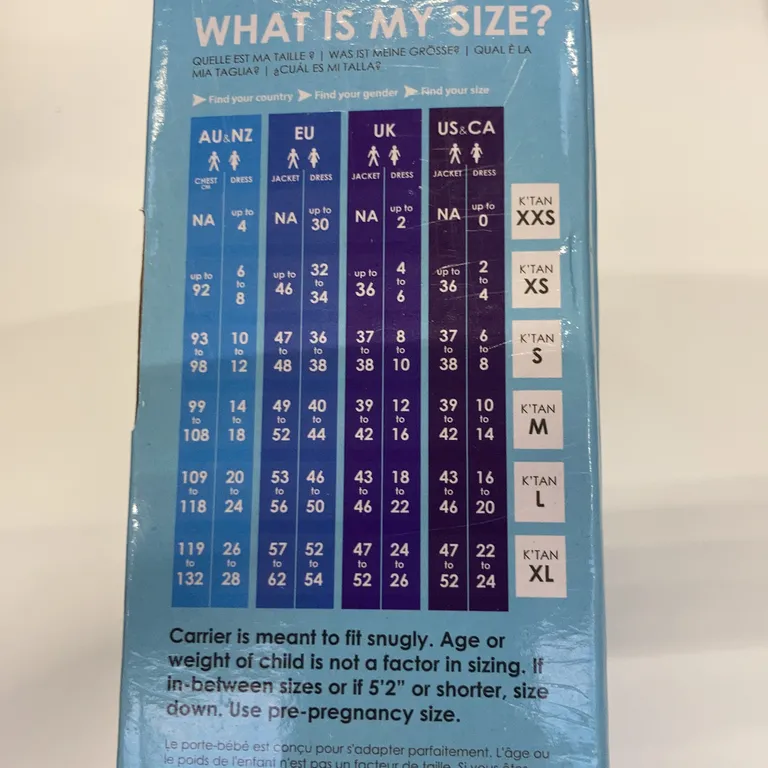 WHAT IS MY SIZE?
QUELLE EST MA TAILLE ? | WAS IST MEINE GRÖSSE? | QUAL È LA
MIA TAGLIA? | ¿CUÁL ES MI TALLA?
Find your country Find your gender Find your size
AU&NZ EU UK US&CA
CHEST CM DRESS JACKET DRESS JACKET DRESS JACKET DRESS
NA up to 4 NA up to 30 NA up to 2 NA up to 0 K'TAN XXS
up to 92 6 to 8 up to 46 32 to 34 up to 36 4 to 6 up to 36 2 to 4 K'TAN XS
93 to 98 10 to 12 47 to 48 36 to 38 37 to 38 8 to 10 37 to 38 6 to 8 K'TAN S
99 to 108 14 to 18 49 to 52 40 to 44 39 to 42 12 to 16 39 to 42 10 to 14 K'TAN M
109 to 118 20 to 24 53 to 56 46 to 50 43 to 46 18 to 22 43 to 46 16 to 20 K'TAN L
119 to 132 26 to 28 57 to 62 52 to 54 47 to 52 24 to 26 47 to 52 22 to 24 K'TAN XL
Carrier is meant to fit snugly. Age or
weight of child is not a factor in sizing. If
in-between sizes or if 5'2" or shorter, size
down. Use pre-pregnancy size.
Le porte-bébé est conçu pour s'adapter parfaitement. L'âge ou
le poids de l'enfant n'est pas un facteur de taille. Si vous êtes